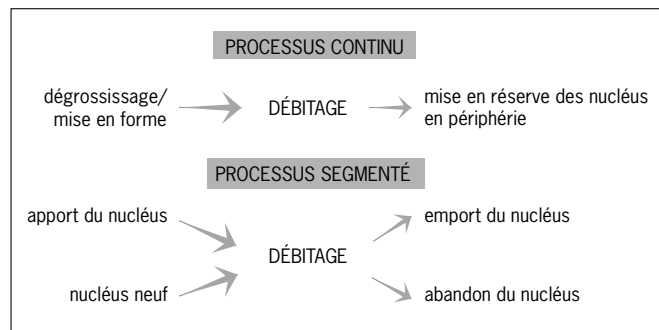 PROCESSUS CONTINU
dégrossissage/
mise en forme
DÉBITAGE
mise en réserve des nucléus
en périphérie
PROCESSUS SEGMENTÉ
apport du nucléus
emport du nucléus
DÉBITAGE
nucléus neuf
abandon du nucléus